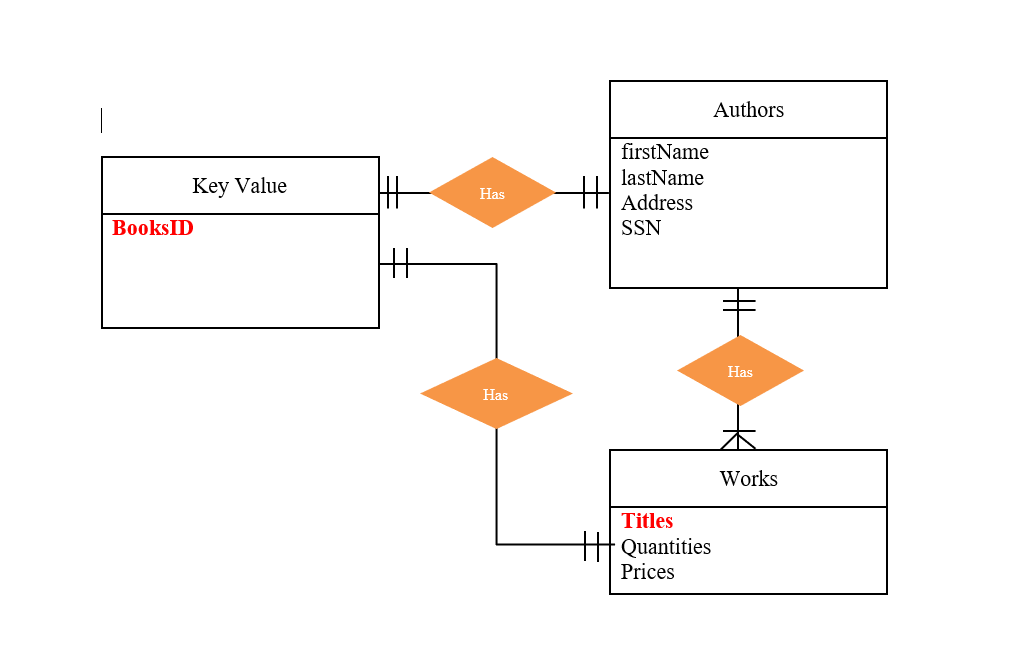 Authors
firstName
lastName
Address
SSN
Key Value
BooksID
Has
Has
Has
Works
Titles
Quantities
Prices